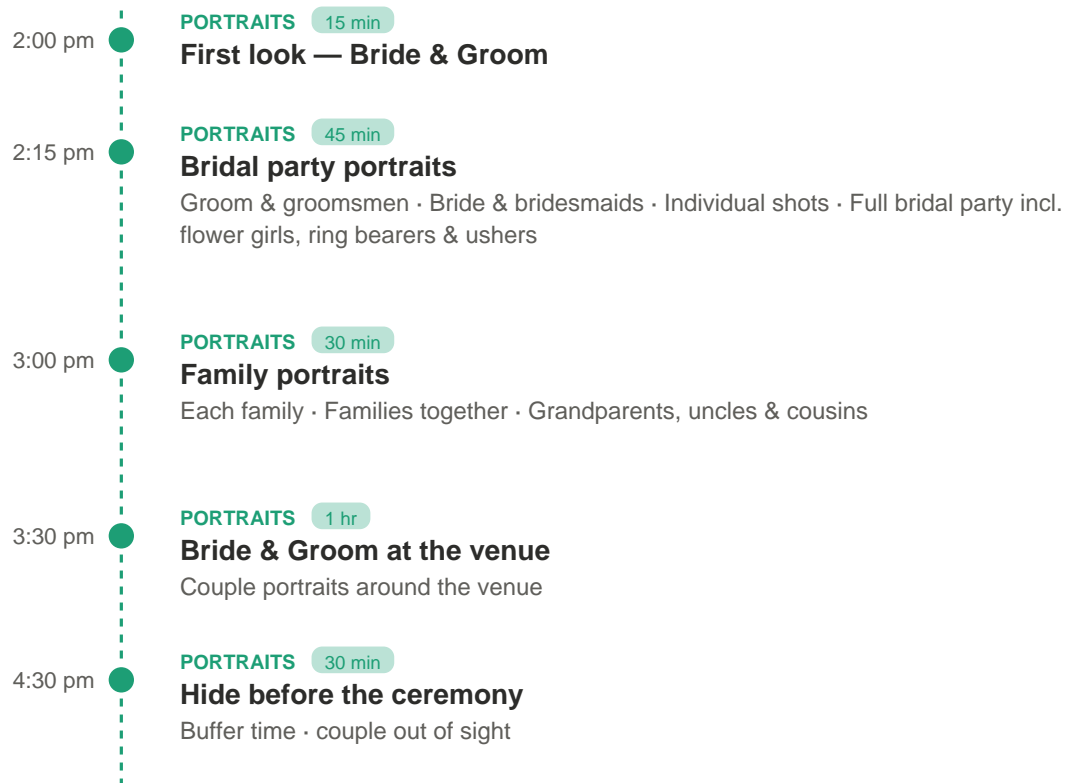 PORTRAITS 15 min
2:00 pm
First look — Bride & Groom
PORTRAITS 45 min
2:15 pm
Bridal party portraits
Groom & groomsmen · Bride & bridesmaids · Individual shots · Full bridal party incl.
flower girls, ring bearers & ushers
PORTRAITS 30 min
3:00 pm
Family portraits
Each family · Families together · Grandparents, uncles & cousins
PORTRAITS 1 hr
3:30 pm
Bride & Groom at the venue
Couple portraits around the venue
PORTRAITS 30 min
4:30 pm
Hide before the ceremony
Buffer time · couple out of sight